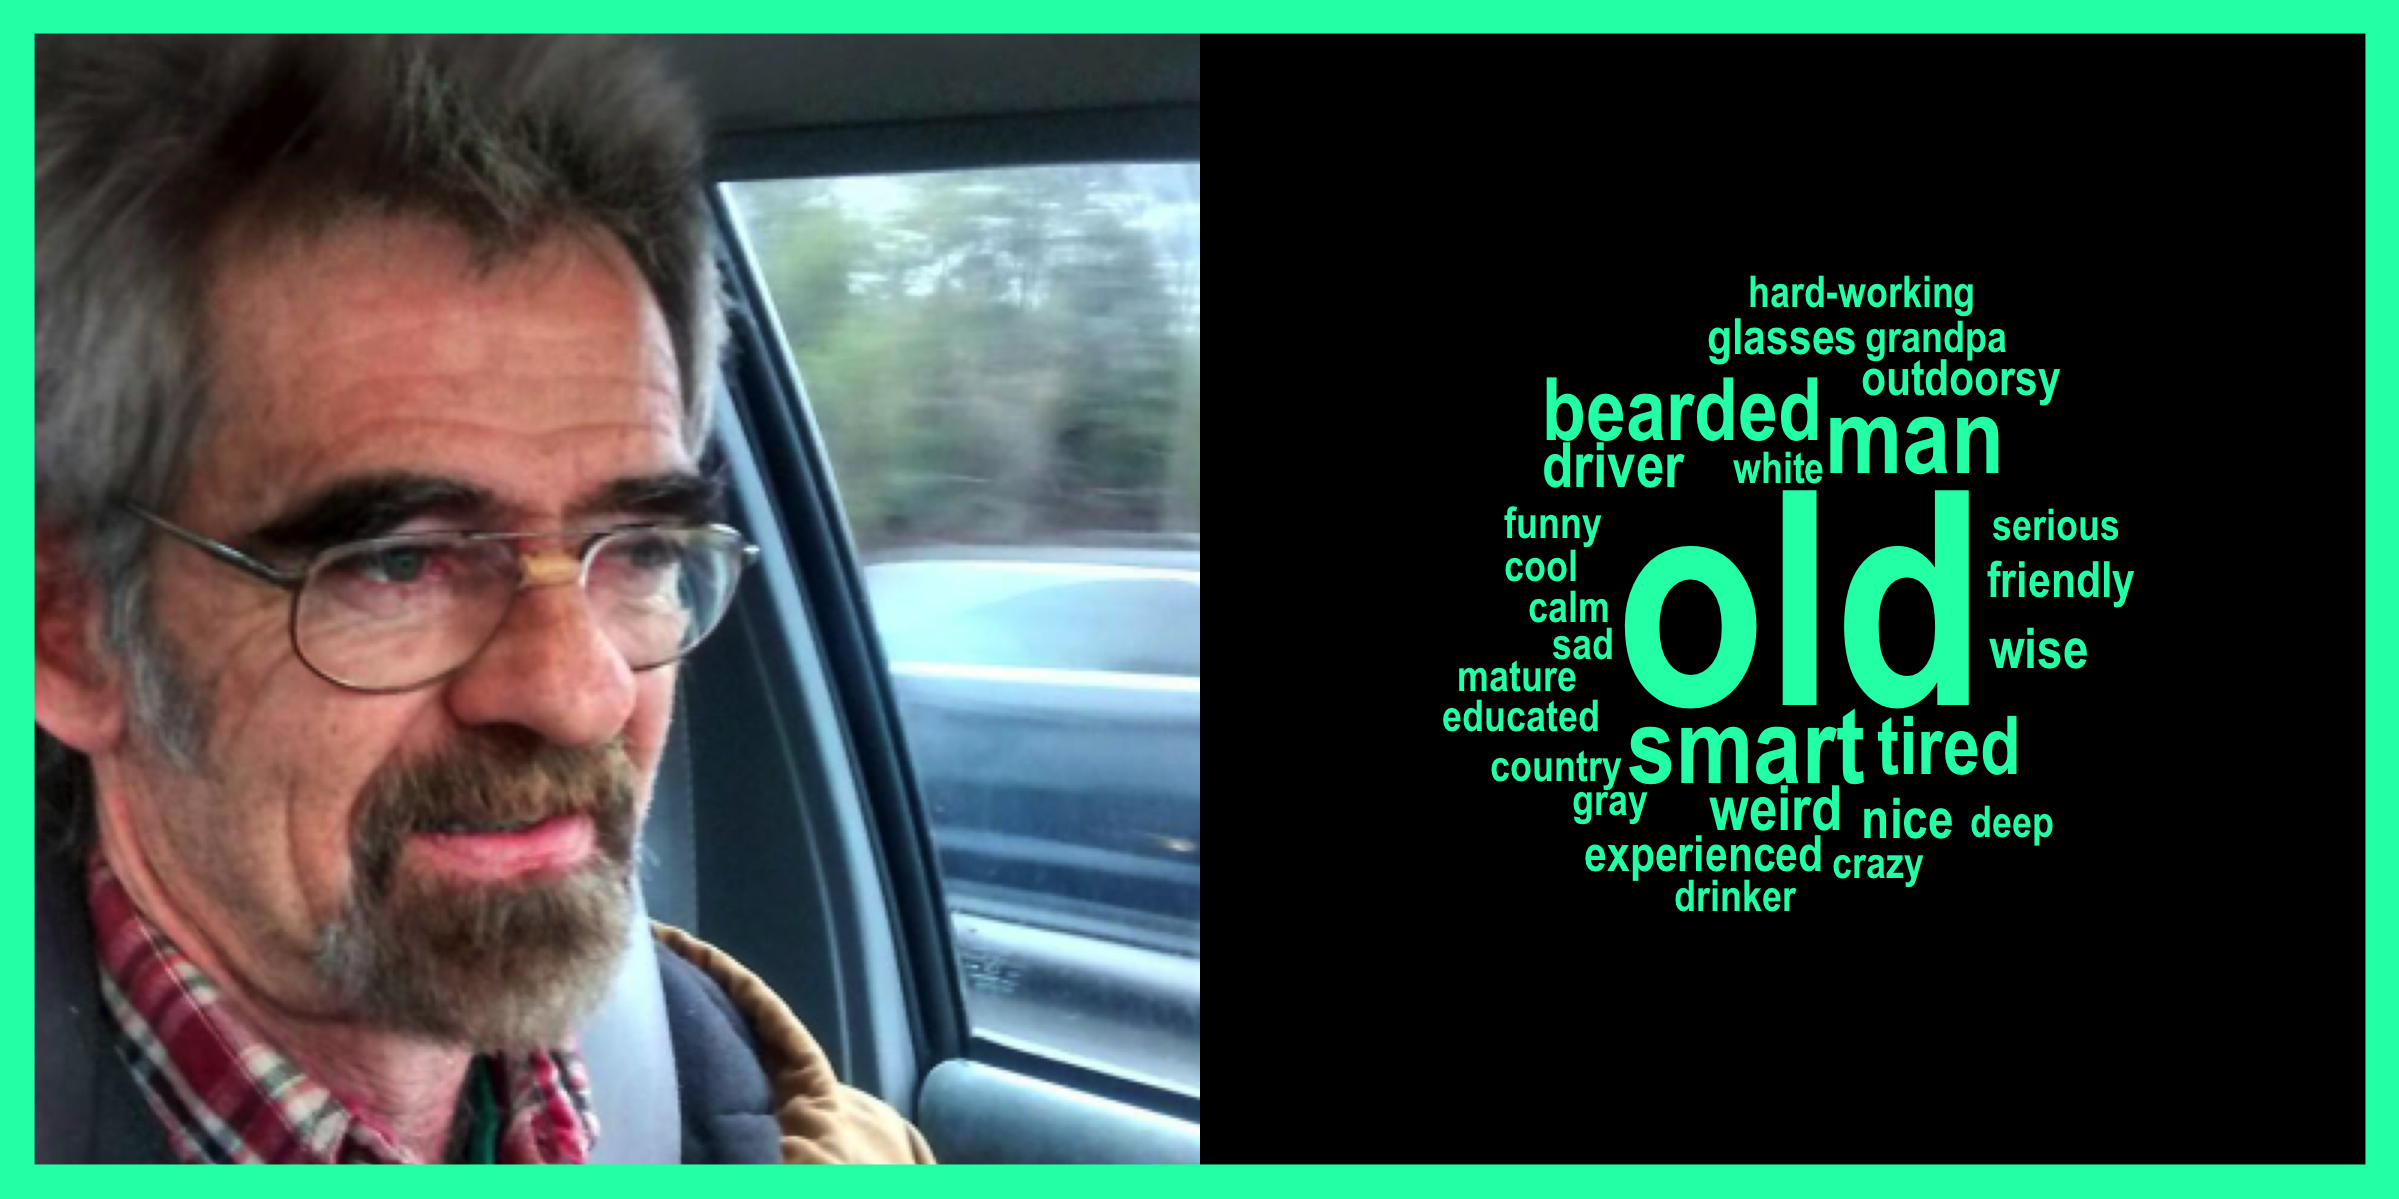 hard-working
glasses grandpa
outdoorsy
bearded man
driver white
funny old serious
cool friendly
calm
sad wise
mature
educated
smart tired
country
gray weird nice deep
experienced crazy
drinker